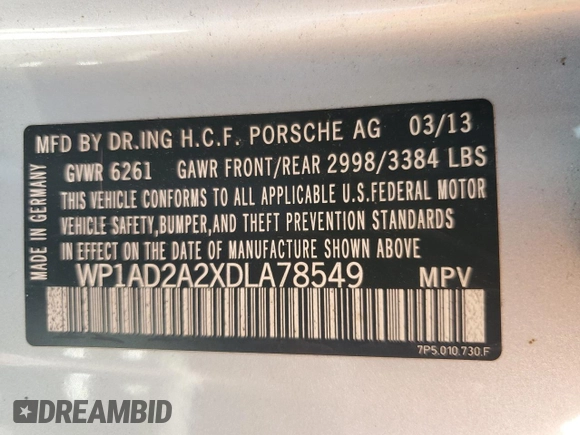 MFD BY DR.ING H.C.F. PORSCHE AG 03/13
GVWR 6261 GAWR FRONT/REAR 2998/3384 LBS
THIS VEHICLE CONFORMS TO ALL APPLICABLE U.S.FEDERAL MOTOR
VEHICLE SAFETY,BUMPER,AND THEFT PREVENTION STANDARDS
IN EFFECT ON THE DATE OF MANUFACTURE SHOWN ABOVE
WP1AD2A2XDLA78549 MPV
7P5.010.730.F
MADE IN GERMANY
DREAMBID